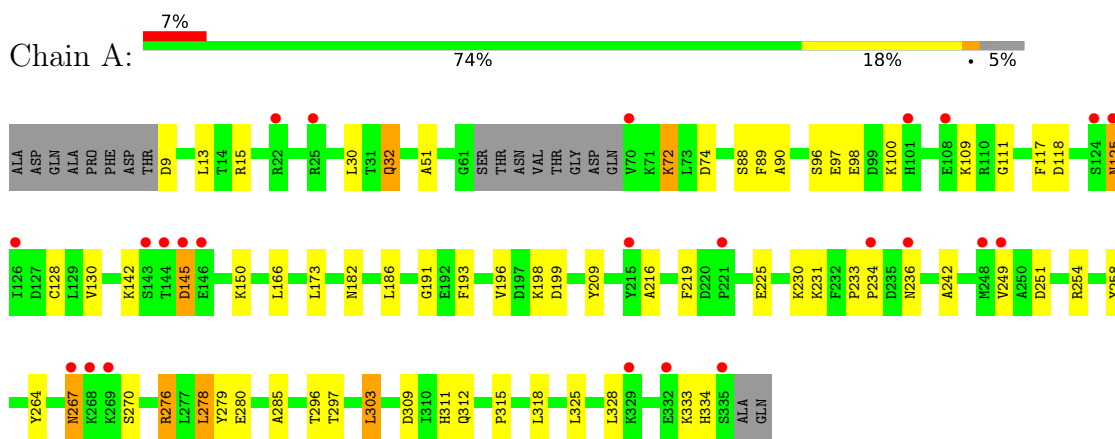 7%
Chain A:
74% 18% • 5%
ALA ASP GLN ALA PRO PHE ASP THR D9 L13 T14 R15 R22 R25 L30 T31 Q32 A51 G61 SER THR ASN VAL THR GLY ASP GLN V70 K71 K72 L73 D74 S88 F89 A90 S96 E97 E98 D99 K100 H101 E108 K109 R110 G111 F117 D118 S124 N125
I126 D127 C128 L129 V130 K142 S143 T144 D145 E146 K150 L166 L173 N182 L186 G191 E192 F193 V196 D197 K198 D199 Y209 Y215 A216 F219 D220 P221 E225 K230 K231 F232 P233 P234 D235 N236 A242 M248 V249 A250 D251 R254 Y258
Y264 N267 K268 K269 S270 R276 L277 L278 Y279 E280 A285 T296 T297 L303 D309 I310 H311 Q312 P315 L318 L325 L328 K329 E332 K333 H334 S335 ALA GLN